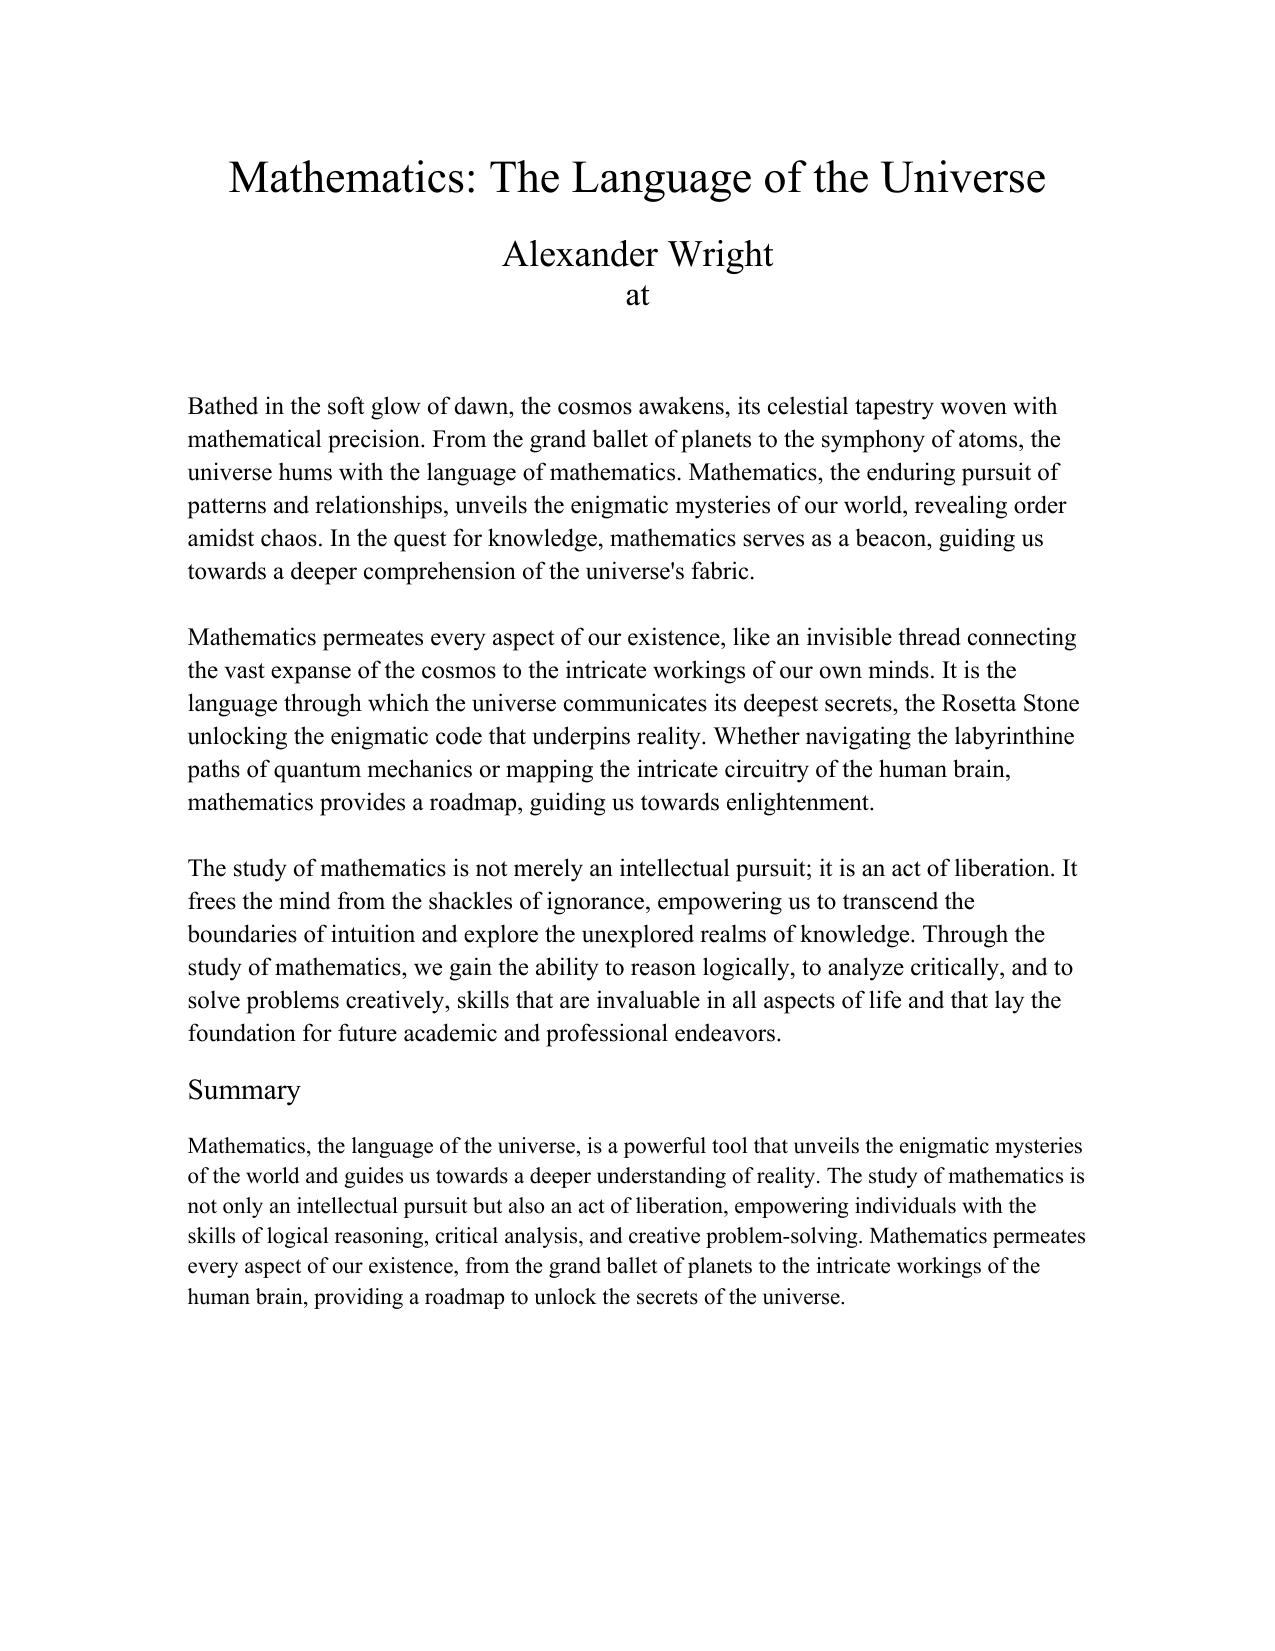 Mathematics: The Language of the Universe
Alexander Wright
at
Bathed in the soft glow of dawn, the cosmos awakens, its celestial tapestry woven with
mathematical precision. From the grand ballet of planets to the symphony of atoms, the
universe hums with the language of mathematics. Mathematics, the enduring pursuit of
patterns and relationships, unveils the enigmatic mysteries of our world, revealing order
amidst chaos. In the quest for knowledge, mathematics serves as a beacon, guiding us
towards a deeper comprehension of the universe's fabric.
Mathematics permeates every aspect of our existence, like an invisible thread connecting
the vast expanse of the cosmos to the intricate workings of our own minds. It is the
language through which the universe communicates its deepest secrets, the Rosetta Stone
unlocking the enigmatic code that underpins reality. Whether navigating the labyrinthine
paths of quantum mechanics or mapping the intricate circuitry of the human brain,
mathematics provides a roadmap, guiding us towards enlightenment.
The study of mathematics is not merely an intellectual pursuit; it is an act of liberation. It
frees the mind from the shackles of ignorance, empowering us to transcend the
boundaries of intuition and explore the unexplored realms of knowledge. Through the
study of mathematics, we gain the ability to reason logically, to analyze critically, and to
solve problems creatively, skills that are invaluable in all aspects of life and that lay the
foundation for future academic and professional endeavors.
Summary
Mathematics, the language of the universe, is a powerful tool that unveils the enigmatic mysteries
of the world and guides us towards a deeper understanding of reality. The study of mathematics is
not only an intellectual pursuit but also an act of liberation, empowering individuals with the
skills of logical reasoning, critical analysis, and creative problem-solving. Mathematics permeates
every aspect of our existence, from the grand ballet of planets to the intricate workings of the
human brain, providing a roadmap to unlock the secrets of the universe.